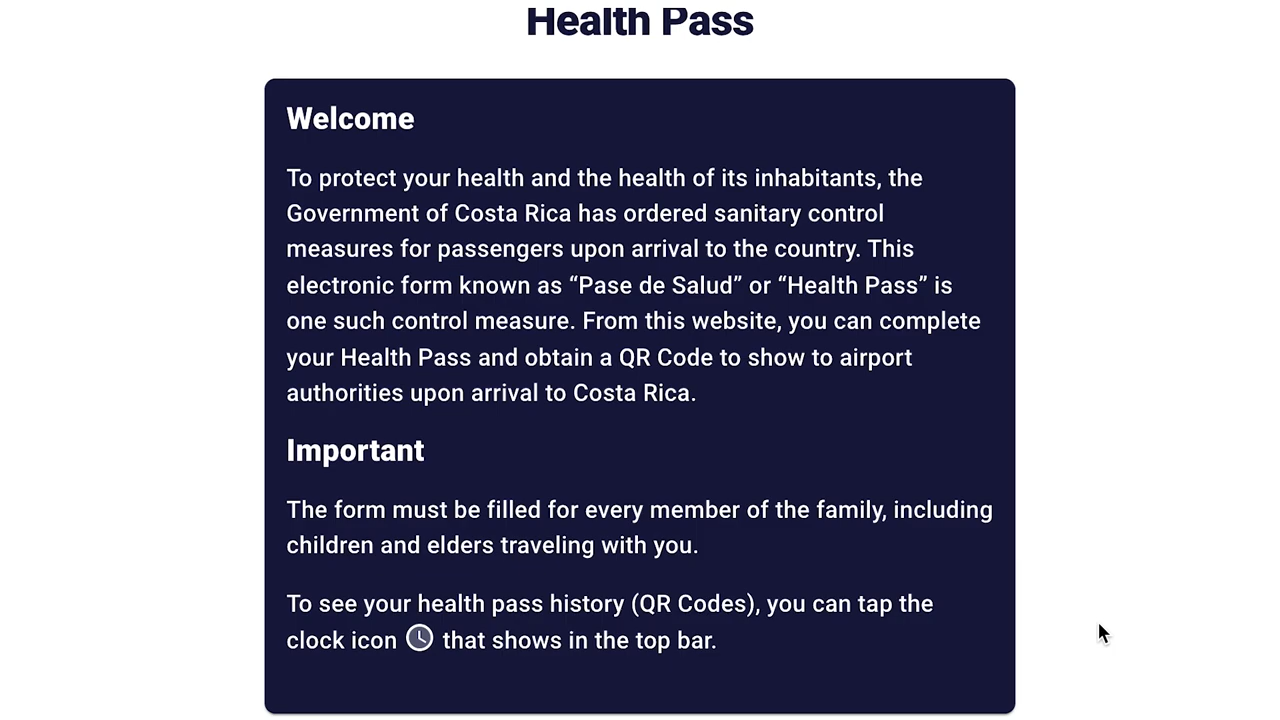 Health Pass
Welcome
To protect your health and the health of its inhabitants, the
Government of Costa Rica has ordered sanitary control
measures for passengers upon arrival to the country. This
electronic form known as “Pase de Salud” or “Health Pass” is
one such control measure. From this website, you can complete
your Health Pass and obtain a QR Code to show to airport
authorities upon arrival to Costa Rica.
Important
The form must be filled for every member of the family, including
children and elders traveling with you.
To see your health pass history (QR Codes), you can tap the
clock icon that shows in the top bar.